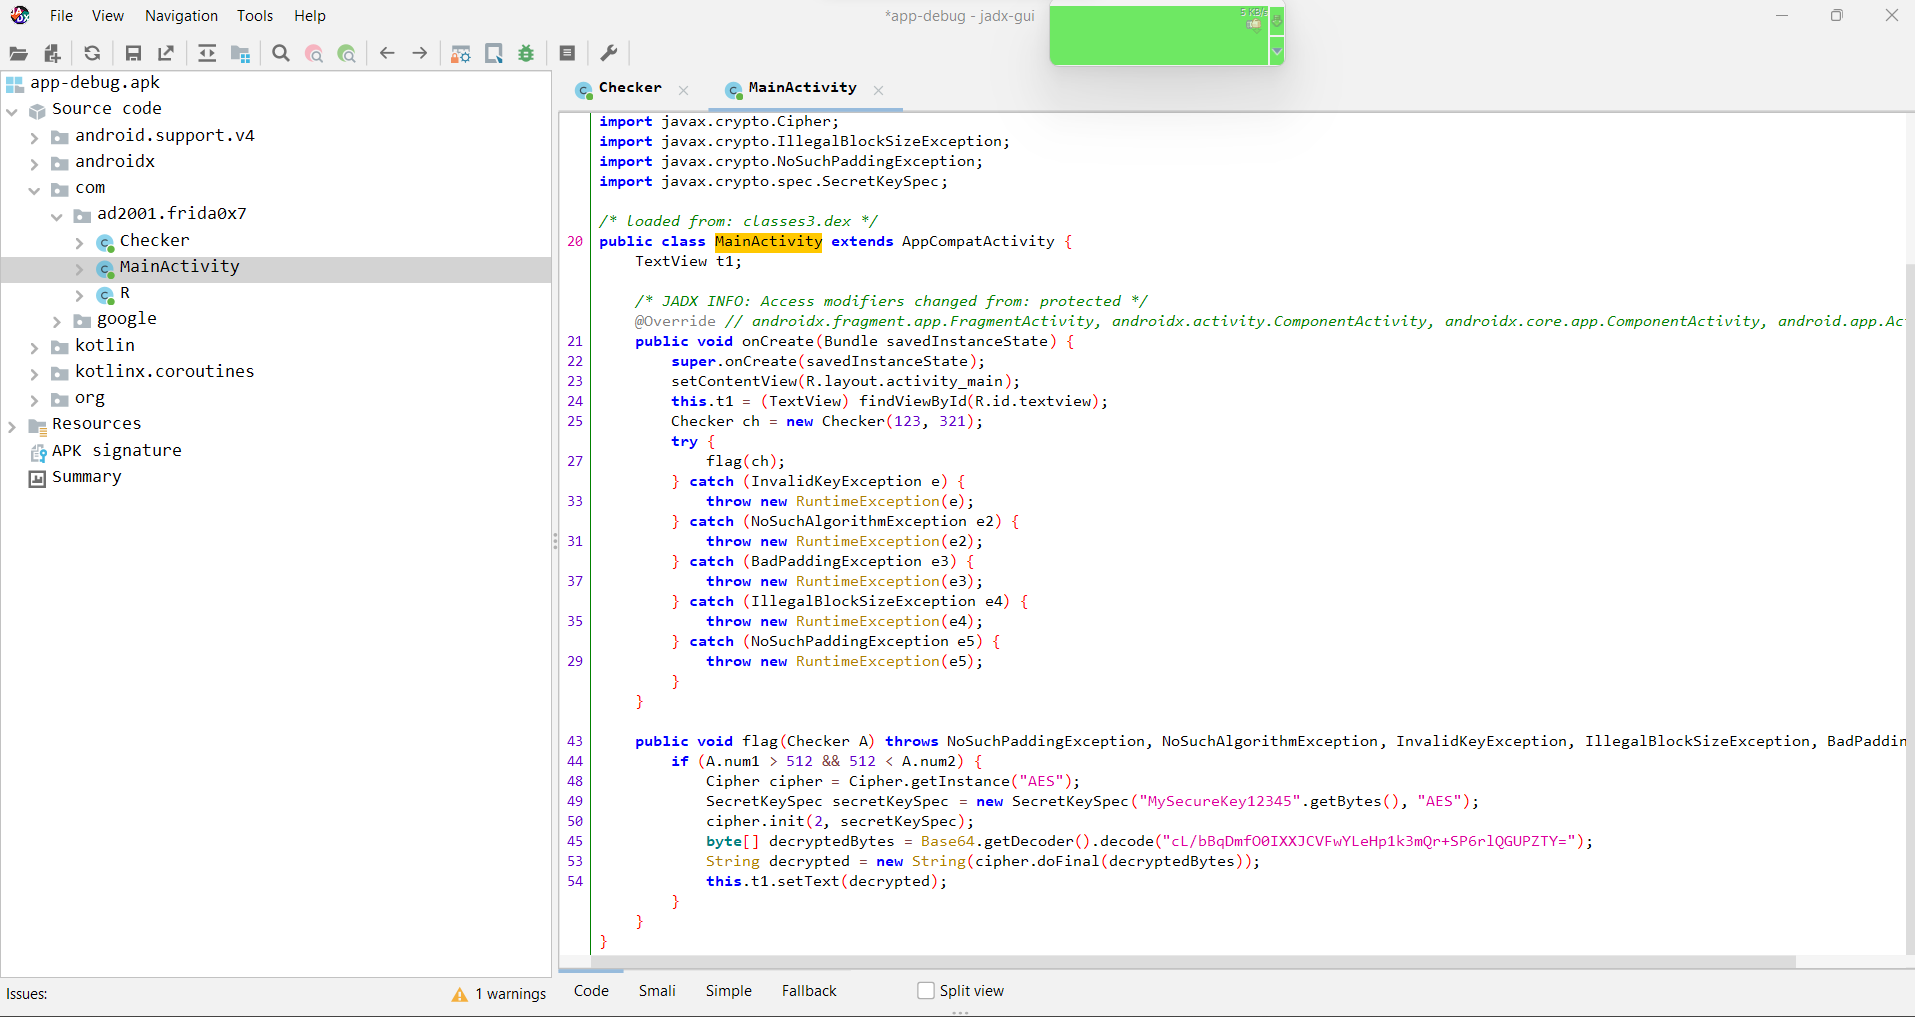 File View Navigation Tools Help
*app-debug - jadx-gui
5 KB/s
app-debug.apk
Source code
android.support.v4
androidx
com
ad2001.frida0x7
Checker
MainActivity
R
google
kotlin
kotlinx.coroutines
org
Resources
APK signature
Summary
Issues:
1 warnings
Checker
MainActivity
import javax.crypto.Cipher;
import javax.crypto.IllegalBlockSizeException;
import javax.crypto.NoSuchPaddingException;
import javax.crypto.spec.SecretKeySpec;
/* loaded from: classes3.dex */
20 public class MainActivity extends AppCompatActivity {
TextView t1;
/* JADX INFO: Access modifiers changed from: protected */
@Override // androidx.fragment.app.FragmentActivity, androidx.activity.ComponentActivity, androidx.core.app.ComponentActivity, android.app.Ac
21 public void onCreate(Bundle savedInstanceState) {
22 super.onCreate(savedInstanceState);
23 setContentView(R.layout.activity_main);
24 this.t1 = (TextView) findViewById(R.id.textview);
25 Checker ch = new Checker(123, 321);
try {
27 flag(ch);
} catch (InvalidKeyException e) {
33 throw new RuntimeException(e);
} catch (NoSuchAlgorithmException e2) {
31 throw new RuntimeException(e2);
} catch (BadPaddingException e3) {
37 throw new RuntimeException(e3);
} catch (IllegalBlockSizeException e4) {
35 throw new RuntimeException(e4);
} catch (NoSuchPaddingException e5) {
29 throw new RuntimeException(e5);
}
}
43 public void flag(Checker A) throws NoSuchPaddingException, NoSuchAlgorithmException, InvalidKeyException, IllegalBlockSizeException, BadPaddin
44 if (A.num1 > 512 && 512 < A.num2) {
48 Cipher cipher = Cipher.getInstance("AES");
49 SecretKeySpec secretKeySpec = new SecretKeySpec("MySecureKey12345".getBytes(), "AES");
50 cipher.init(2, secretKeySpec);
45 byte[] decryptedBytes = Base64.getDecoder().decode("cL/bBqDmfO0IXXJCVFwYLeHp1k3mQr+SP6rlQGUPZTY=");
53 String decrypted = new String(cipher.doFinal(decryptedBytes));
54 this.t1.setText(decrypted);
}
}
}
Code Smali Simple Fallback Split view